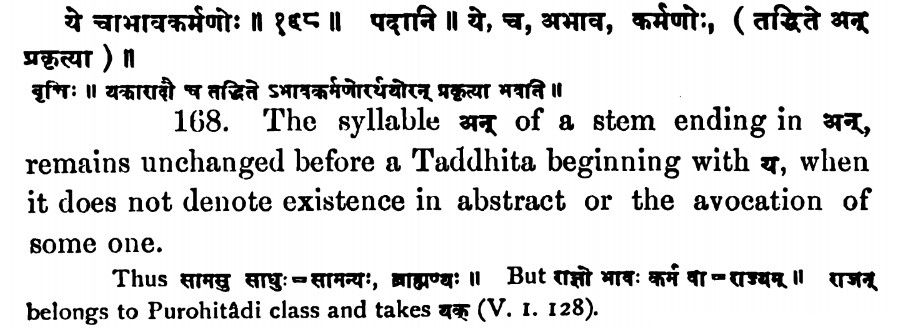 ये चाभावकर्मणोः ॥ १६८ ॥ पदानि ॥ ये, च, अभाव, कर्मणोः, ( तद्धिते अन्
प्रकृत्या ) ॥
वृत्तिः ॥ यकारादौ च तद्धिते ऽभावकर्मणोरर्थयोरन् प्रकृत्या भवति ॥
168. The syllable अन् of a stem ending in अन्,
remains unchanged before a Taddhita beginning with य, when
it does not denote existence in abstract or the avocation of
some one.
Thus सामसु साधुः = सामन्यः, ब्राह्मण्यः ॥ But राज्ञो भावः कर्म वा = राज्यम् ॥ राजन्
belongs to Purohitâdi class and takes यक् (V. 1. 128).